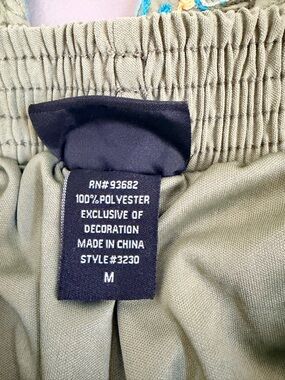 RN#93682
100%POLYESTER
EXCLUSIVE OF
DECORATION
MADE IN CHINA
STYLE#3230
M